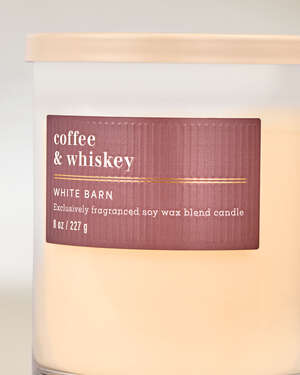 coffee
& whiskey
WHITE BARN
Exclusively fragranced soy wax blend candle
8 oz / 227 g